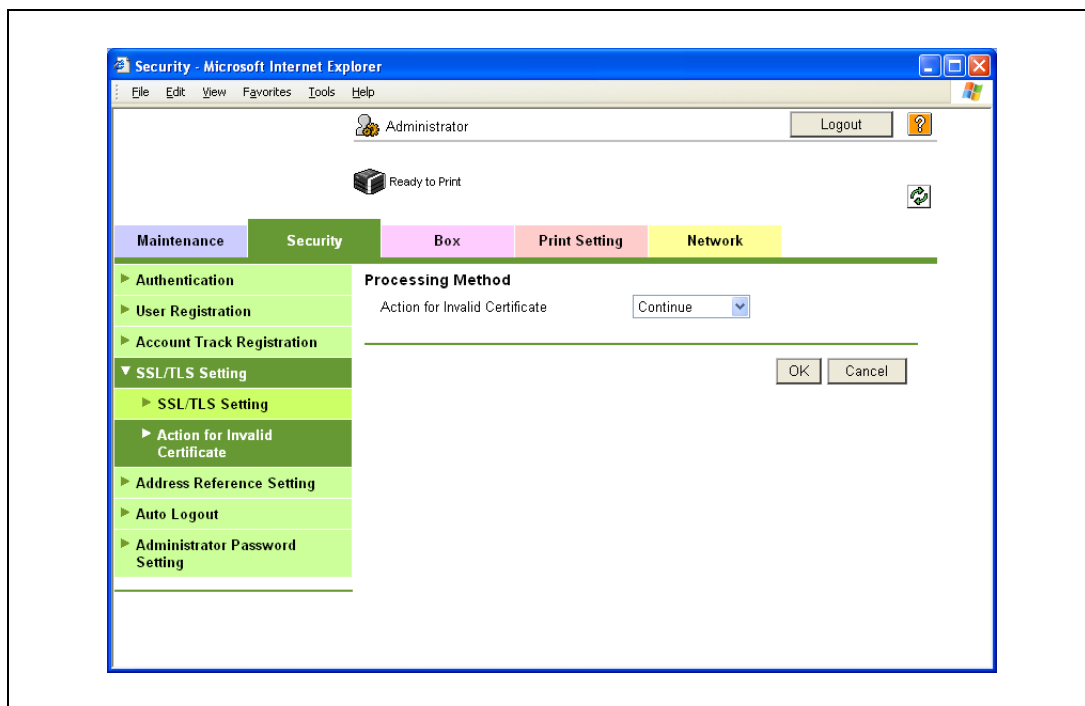 Security - Microsoft Internet Explorer
File Edit View Favorites Tools Help
Administrator
Logout
?
Ready to Print
Maintenance Security Box Print Setting Network
Authentication
User Registration
Account Track Registration
SSL/TLS Setting
SSL/TLS Setting
Action for Invalid
Certificate
Address Reference Setting
Auto Logout
Administrator Password
Setting
Processing Method
Action for Invalid Certificate Continue
OK Cancel